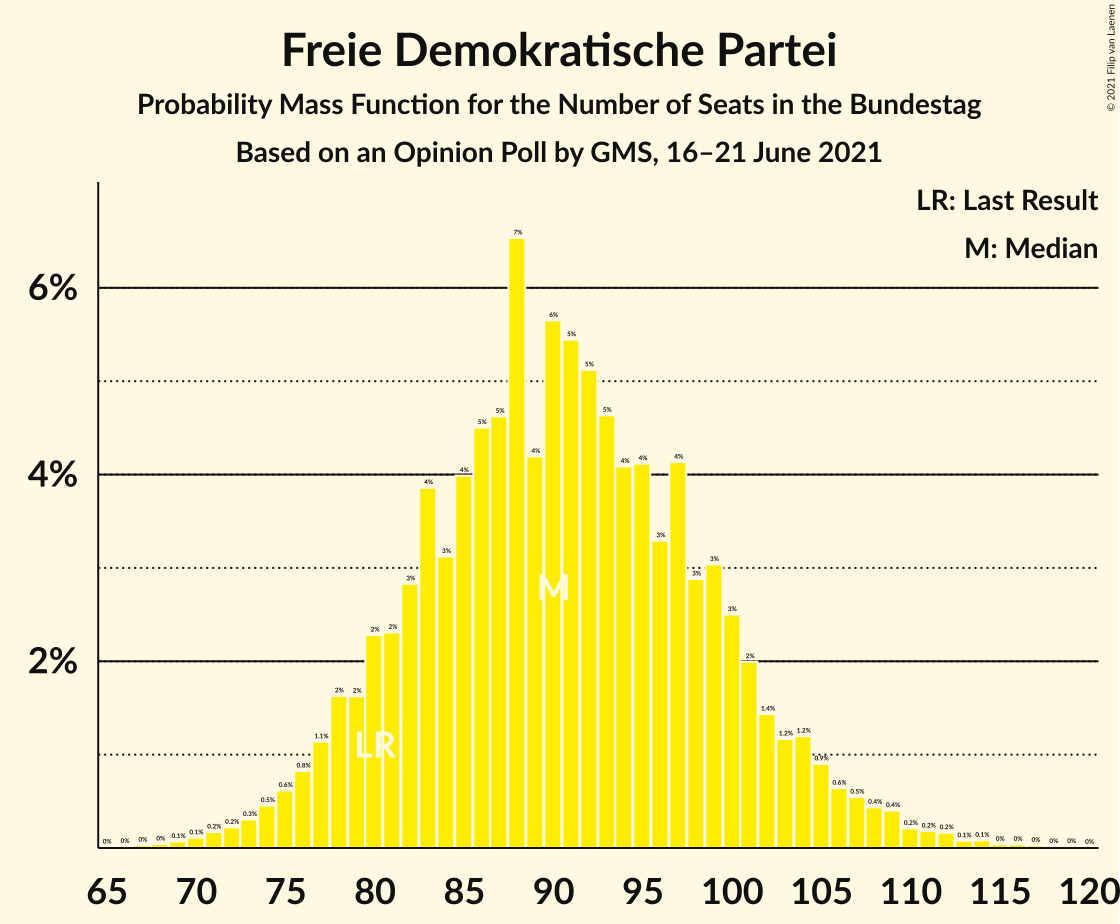 Freie Demokratische Partei
Probability Mass Function for the Number of Seats in the Bundestag
Based on an Opinion Poll by GMS, 16–21 June 2021
© 2021 Filip van Laenen
LR: Last Result
M: Median
6%
4%
2%
0% 0% 0% 0% 0.1% 0.1% 0.2% 0.2% 0.3% 0.5% 0.6% 0.8% 1.1% 2% 2% 2% 2% 3% 4% 3% 4% 5% 5% 7% 4% 6% 5% 5% 5% 4% 4% 3% 4% 3% 3% 3% 2% 1.4% 1.2% 1.2% 0.9% 0.6% 0.5% 0.4% 0.4% 0.2% 0.2% 0.2% 0.1% 0.1% 0% 0% 0% 0% 0% 0%
M
LR
65 70 75 80 85 90 95 100 105 110 115 120